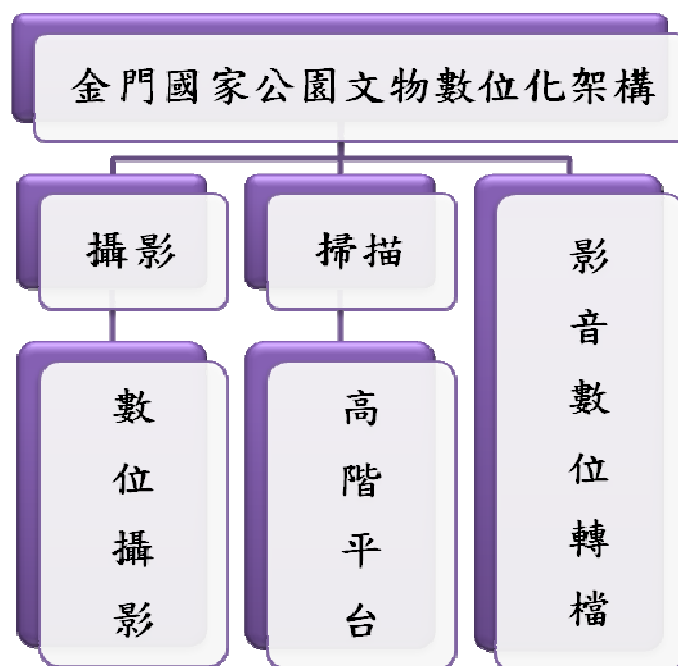 金門國家公園文物數位化架構
攝影
掃描
影音數位轉檔
數位攝影
高階平台